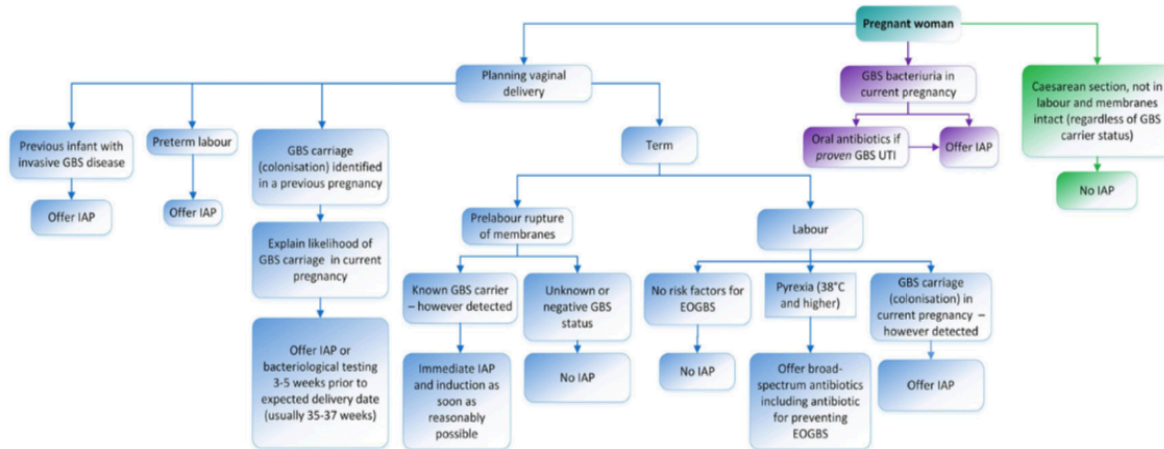 Pregnant woman
Planning vaginal
delivery
GBS bacteriuria in
current pregnancy
Caesarean section, not in
labour and membranes
intact (regardless of GBS
carrier status)
Previous infant with
invasive GBS disease
Preterm labour
GBS carriage
(colonisation) identified
in a previous pregnancy
Term
Oral antibiotics if
proven GBS UTI
Offer IAP
No IAP
Offer IAP
Offer IAP
Explain likelihood of
GBS carriage in current
pregnancy
Prelabour rupture
of membranes
Labour
Known GBS carrier
– however detected
Unknown or
negative GBS
status
No risk factors for
EOGBS
Pyrexia (38°C
and higher)
GBS carriage
(colonisation) in
current pregnancy –
however detected
Offer IAP or
bacteriological testing
3-5 weeks prior to
expected delivery date
(usually 35-37 weeks)
Immediate IAP
and induction as
soon as
reasonably
possible
No IAP
No IAP
Offer broad-
spectrum antibiotics
including antibiotic
for preventing
EOGBS
Offer IAP